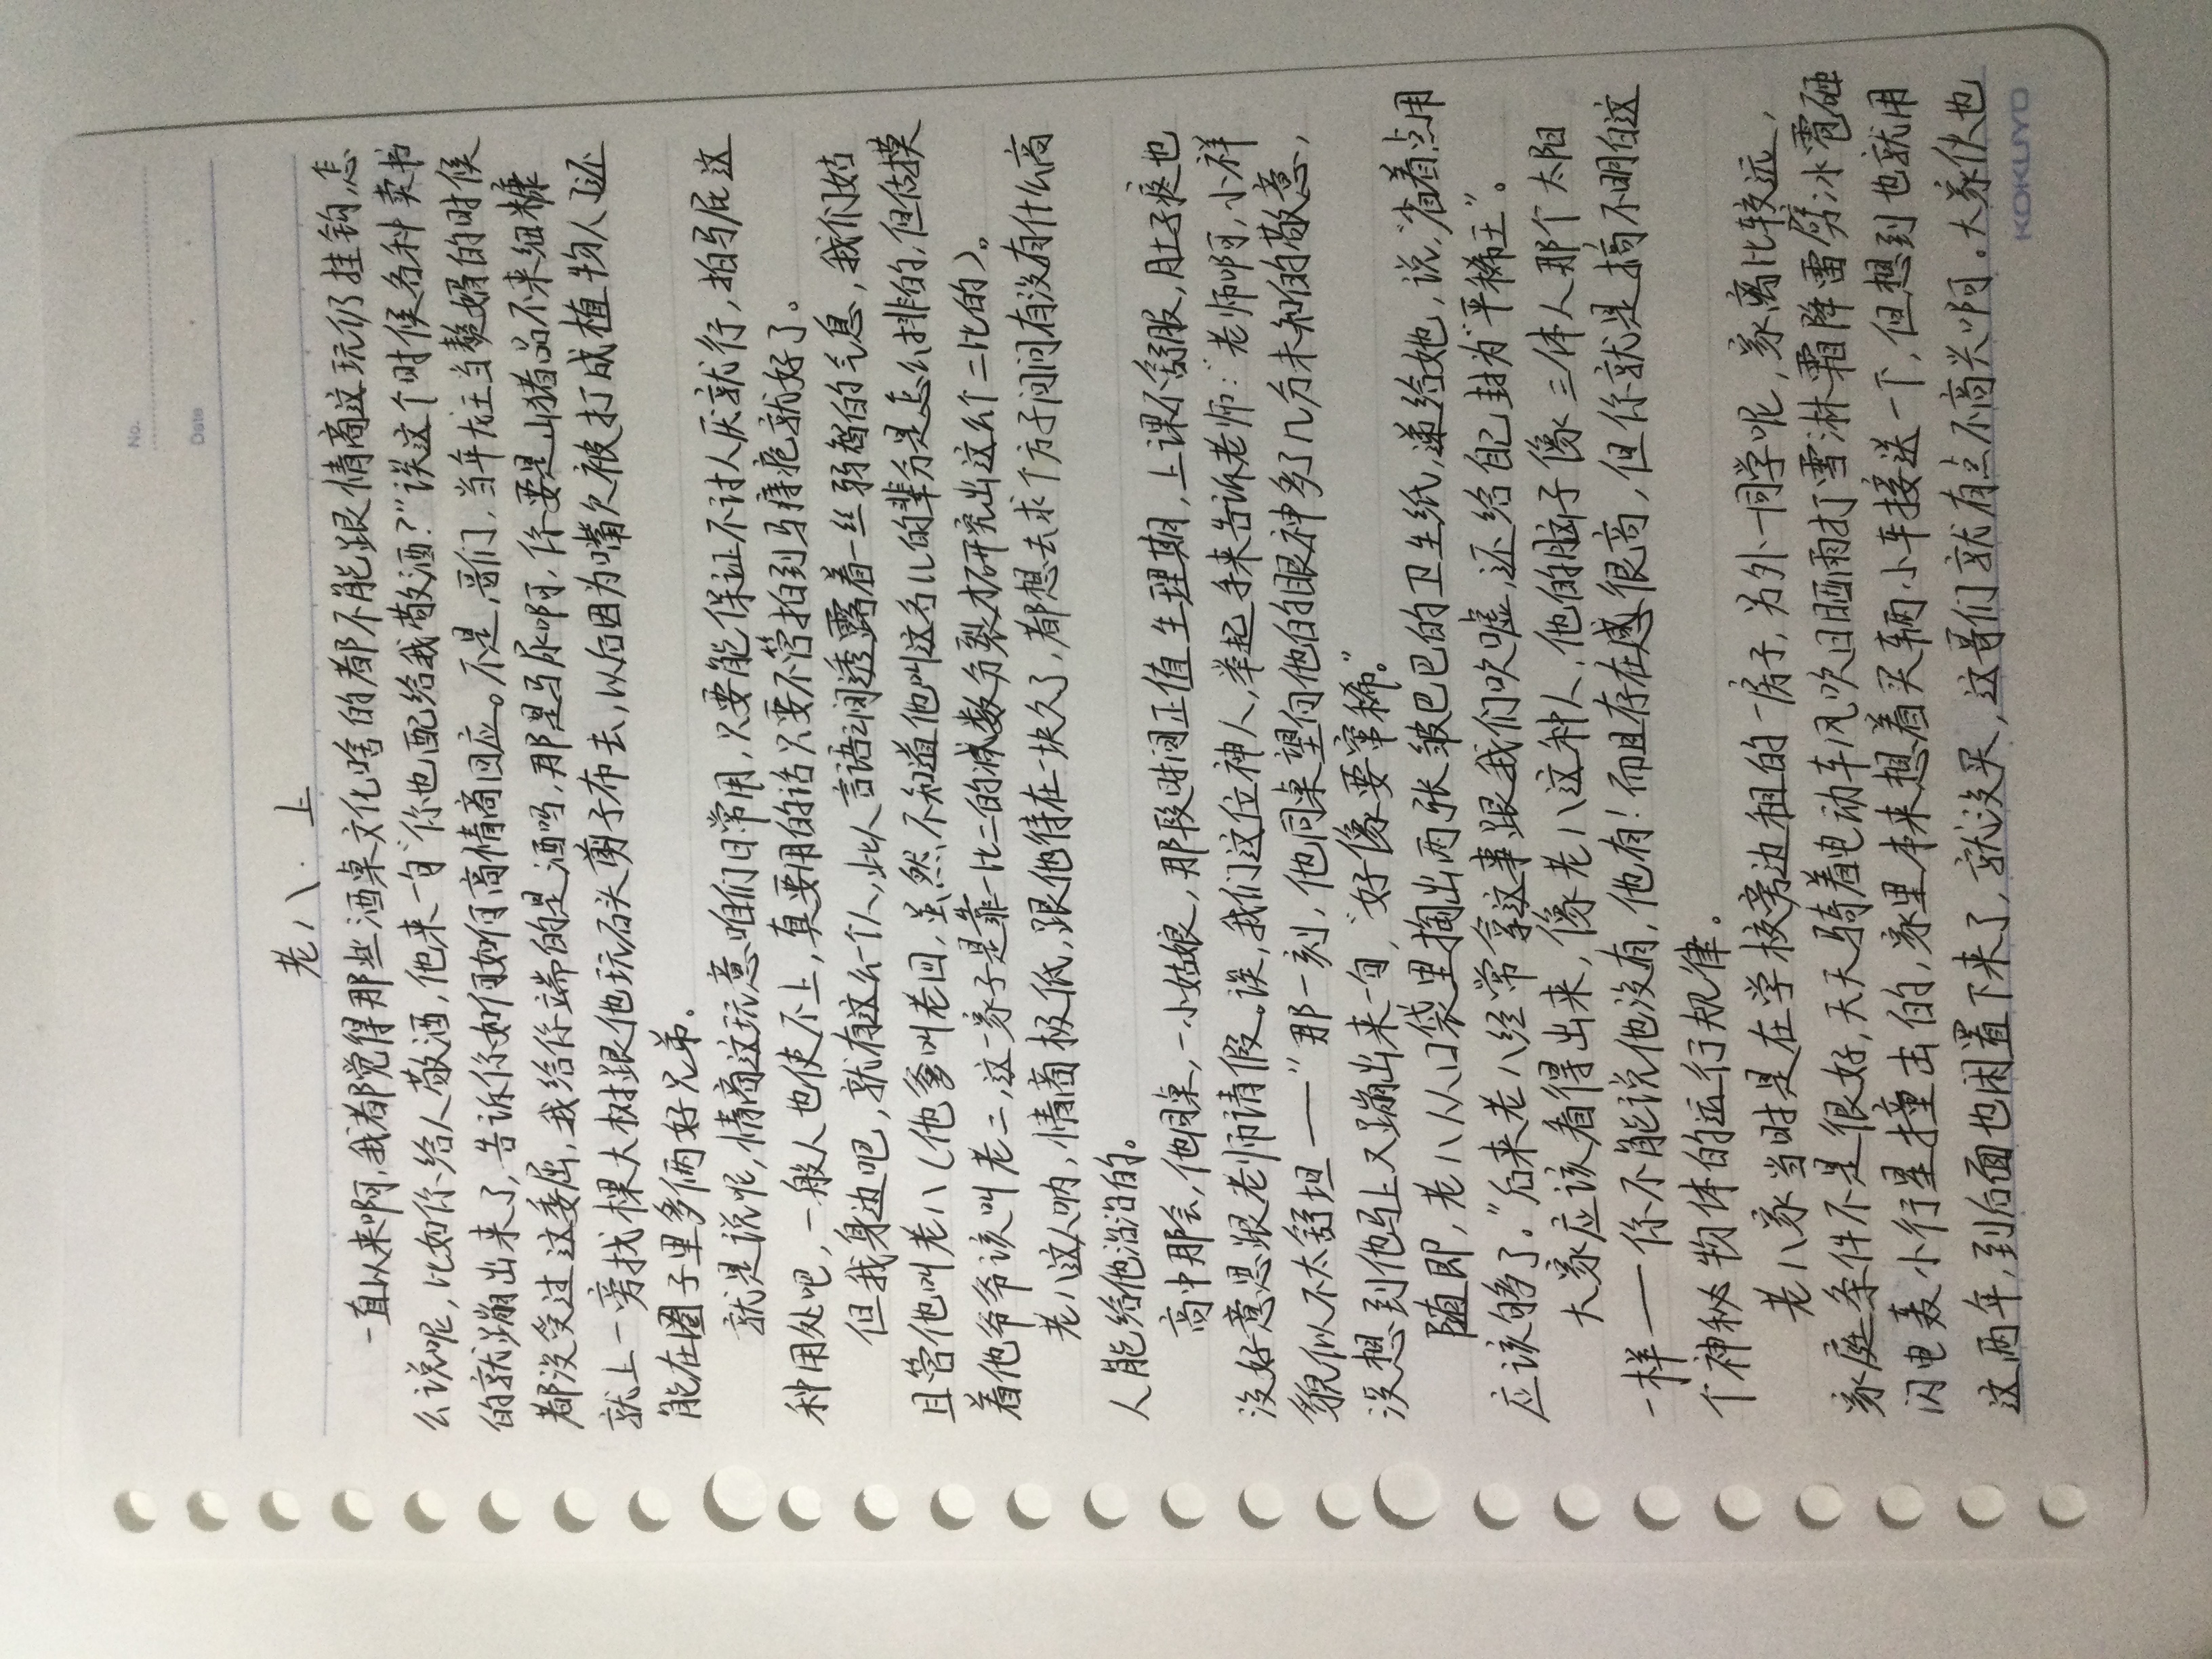 No.
Date
老八·上
一直以来啊,我都觉得那些酒桌文化啥的都不能跟情商这玩仍挂钩,怎
么说呢,比如你给人敬酒,他来一句“你也配给我敬酒?”诶这个时候各种卖书
的就蹦出来了,告诉你如何如何高情商回应。不是,哥们,当年龙王当赘婿的时候
都没受过这委屈,我给你端的是酒吗,那是马尿啊,你要是山猪品不来细糠
就上一旁找棵大树跟他玩石头剪子布去,以后因为嘴欠被打成植物人了还
能在圈子里多俩好兄弟。
就是说呢,情商这玩意咱们日常用,只要能保证不讨人厌就行,拍马屁这
种用处吧,一般人也使不上,真要用的话只要不管拍到马痔疮就好了。
但我身边吧,就有这么个人,此人言语之间透露着一丝弱智的气息,我们姑
且管他叫老八(他爹叫老四,虽然不知道他叫这名儿的辈分是怎么排的,但估摸
着他爷爷该叫老二,这一家子是靠一比二的减数分裂才研究出这么个二比的)。
老八这人呐,情商极低,跟他待在一块久了,都想去求个方子问问有没有什么高
人能给他治治的。
高中那会,他同桌,一小姑娘,那段时间正值生理期,上课不舒服,肚子疼也
没好意思跟老师请假。诶,我们这位神人,举起手来告诉老师:“老师啊,小祥
貌似不太舒坦——”那一刻,他同桌望向他的眼神多了几分未知的敬意,
没想到他马上又蹦出来一句,“好像要窜稀。”
随即,老八从口袋里掏出两张皱巴巴的卫生纸,递给她,说,“省着点用
应该够了。”后来老八经常拿这事跟我们吹嘘,还给自己封为“平稀王”。
大家应该看得出来,像老八这种人,他的脑子像三体人那个太阳
一样——你不能说他没有,他有!而且存在感很高,但你就是搞不明白这
个神秘物体的运行规律。
老八家当时是在学校旁边租的一房子,另外一同学呢,家离比较远,
家庭条件不是很好,天天骑着电动车风吹日晒雨打雪淋霜降雷劈冰雹砸
闪电轰小行星撞击的,家里本来想着买辆小车接送一下,但想到也就用
这两年,到后面也闲置下来了,就没买,这哥们就有点不高兴啊。大家伙也
KOKUYO